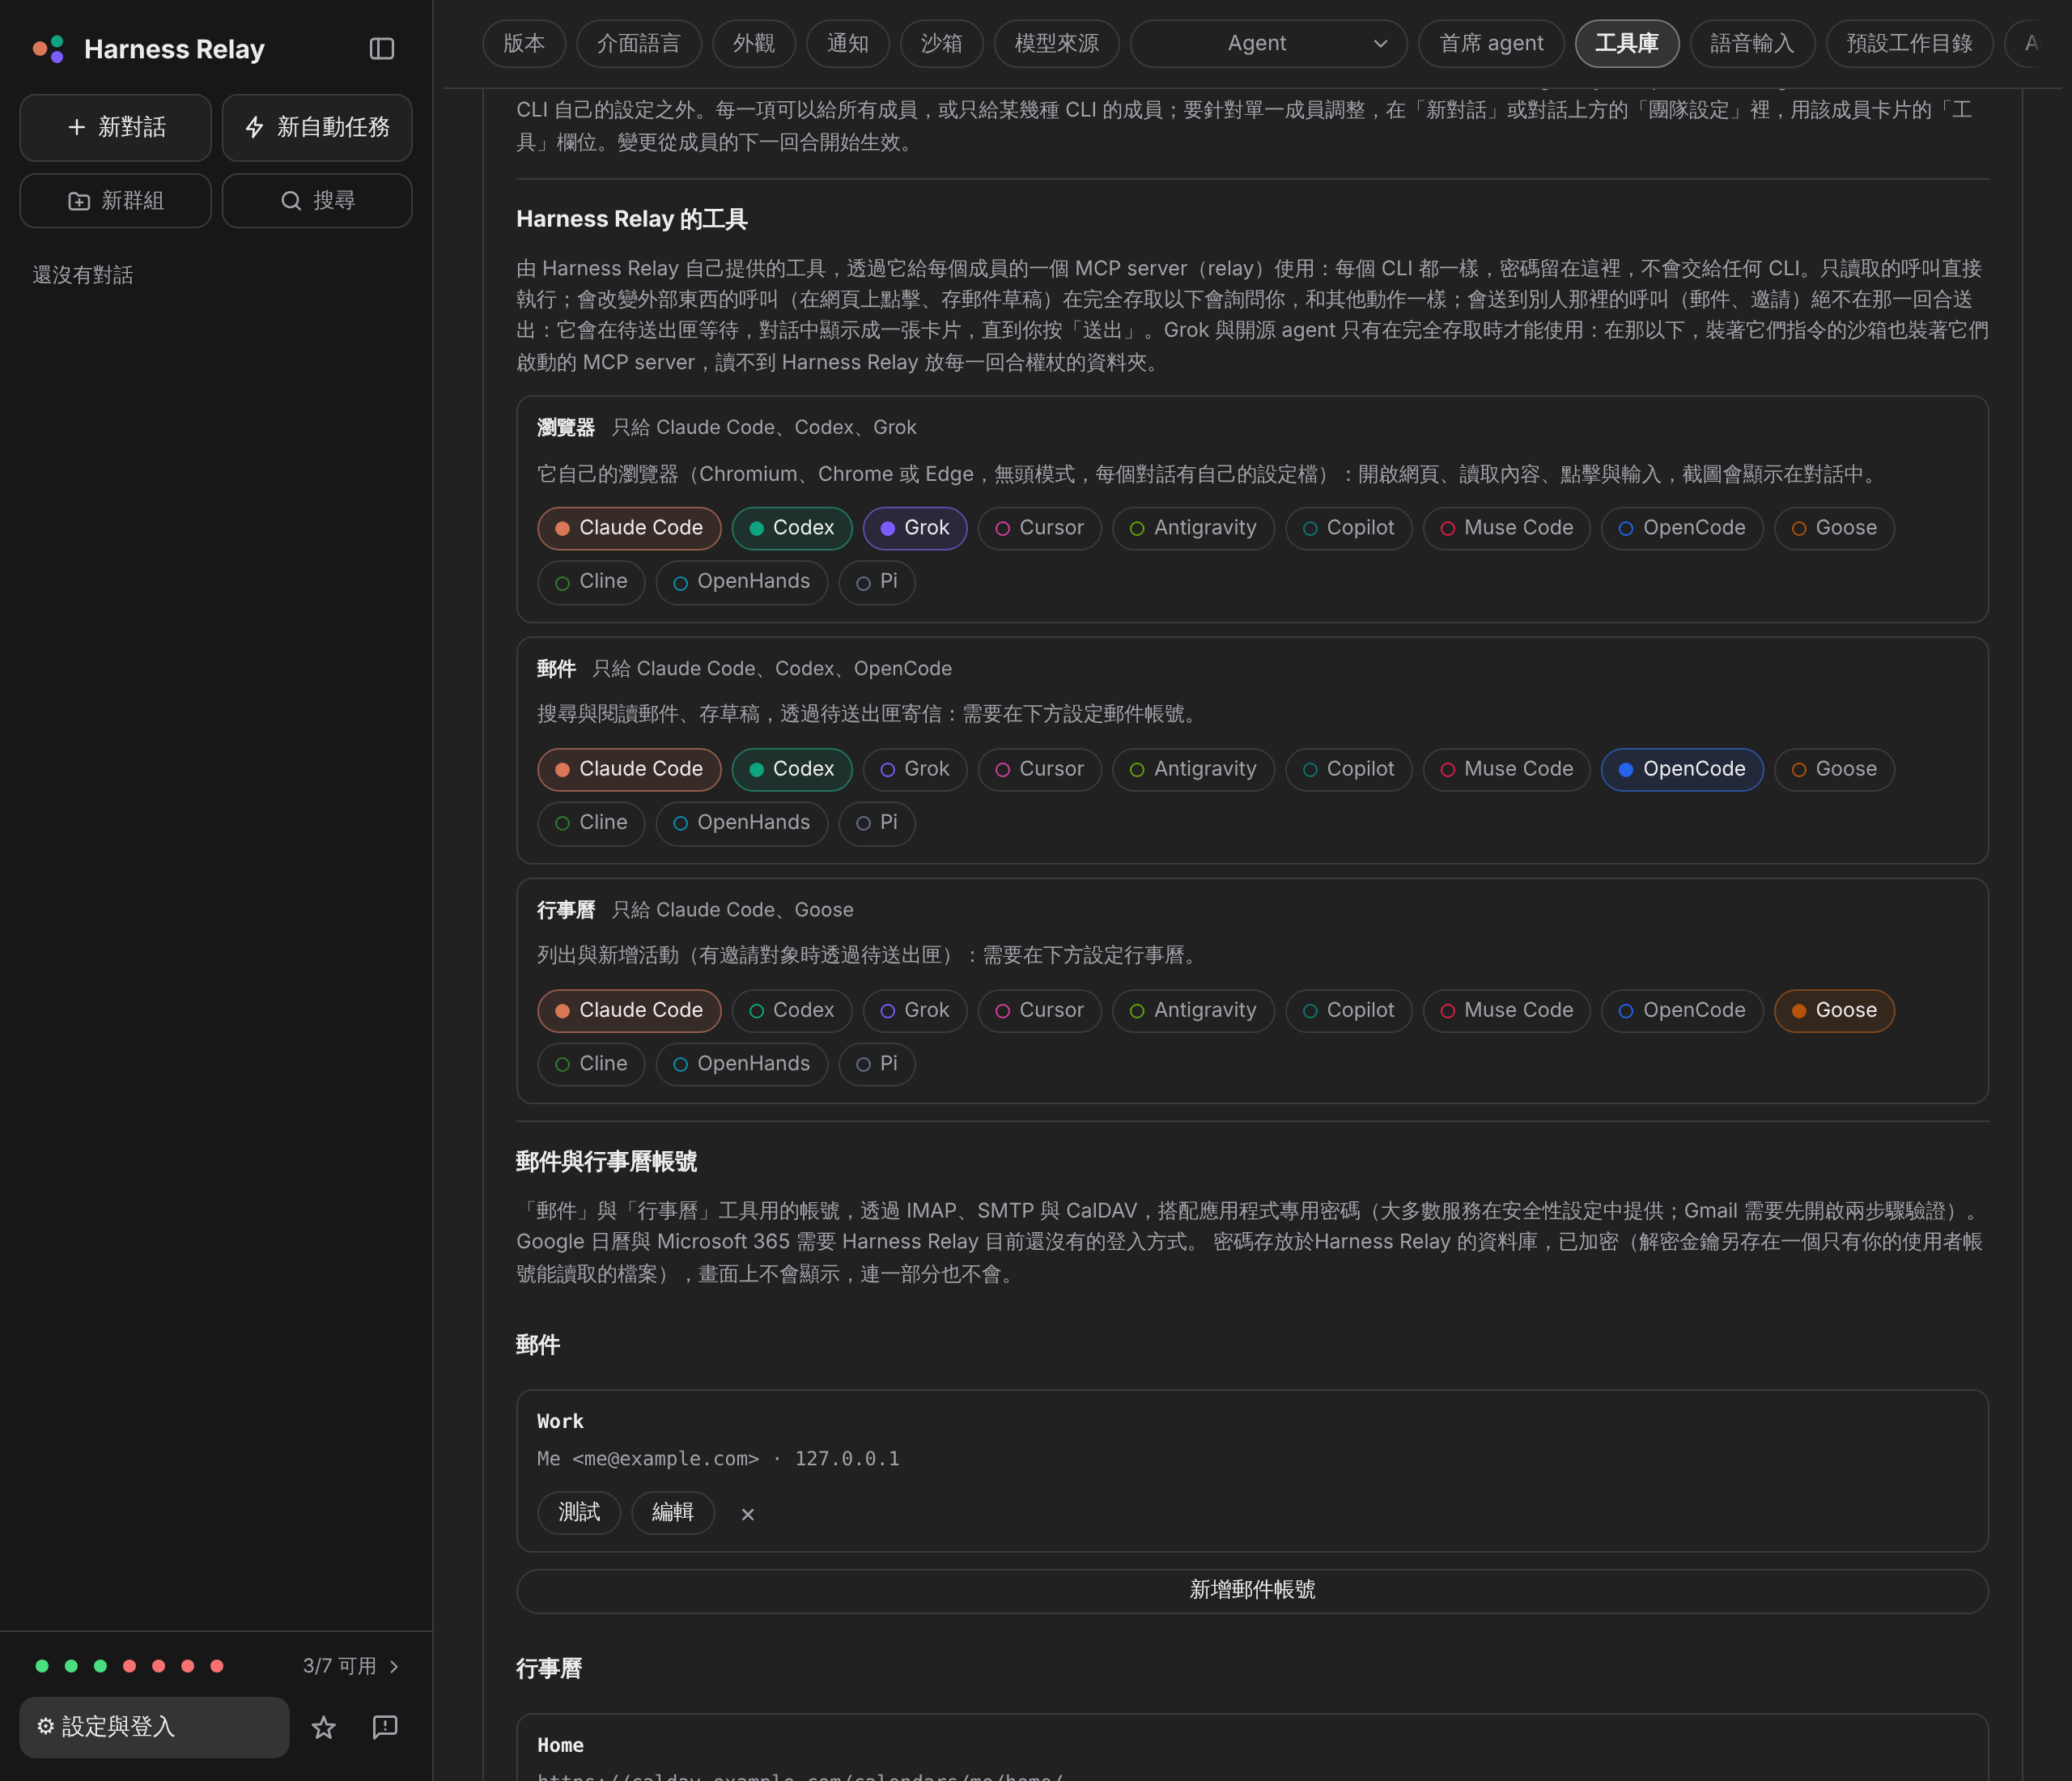 Harness Relay
新對話
新自動任務
新群組
搜尋
還沒有對話
3/7 可用
設定與登入
版本
介面語言
外觀
通知
沙箱
模型來源
Agent
首席 agent
工具庫
語音輸入
預設工作目錄
CLI 自己的設定之外。每一項可以給所有成員，或只給某幾種 CLI 的成員；要針對單一成員調整，在「新對話」或對話上方的「團隊設定」裡，用該成員卡片的「工
具」欄位。變更從成員的下一回合開始生效。
Harness Relay 的工具
由 Harness Relay 自己提供的工具，透過它給每個成員的一個 MCP server（relay）使用：每個 CLI 都一樣，密碼留在這裡，不會交給任何 CLI。只讀取的呼叫直接
執行；會改變外部東西的呼叫（在網頁上點擊、存郵件草稿）在完全存取以下會詢問你，和其他動作一樣；會送到別人那裡的呼叫（郵件、邀請）絕不在那一回合送
出：它會在待送出匣等待，對話中顯示成一張卡片，直到你按「送出」。Grok 與開源 agent 只有在完全存取時才能使用：在那以下，裝著它們指令的沙箱也裝著它們
啟動的 MCP server，讀不到 Harness Relay 放每一回合權杖的資料夾。
瀏覽器 只給 Claude Code、Codex、Grok
它自己的瀏覽器（Chromium、Chrome 或 Edge，無頭模式，每個對話有自己的設定檔）：開啟網頁、讀取內容、點擊與輸入，截圖會顯示在對話中。
Claude Code
Codex
Grok
Cursor
Antigravity
Copilot
Muse Code
OpenCode
Goose
Cline
OpenHands
Pi
郵件 只給 Claude Code、Codex、OpenCode
搜尋與閱讀郵件、存草稿，透過待送出匣寄信：需要在下方設定郵件帳號。
Claude Code
Codex
Grok
Cursor
Antigravity
Copilot
Muse Code
OpenCode
Goose
Cline
OpenHands
Pi
行事曆 只給 Claude Code、Goose
列出與新增活動（有邀請對象時透過待送出匣）：需要在下方設定行事曆。
Claude Code
Codex
Grok
Cursor
Antigravity
Copilot
Muse Code
OpenCode
Goose
Cline
OpenHands
Pi
郵件與行事曆帳號
「郵件」與「行事曆」工具用的帳號，透過 IMAP、SMTP 與 CalDAV，搭配應用程式專用密碼（大多數服務在安全性設定中提供；Gmail 需要先開啟兩步驟驗證）。
Google 日曆與 Microsoft 365 需要 Harness Relay 目前還沒有的登入方式。 密碼存放於Harness Relay 的資料庫，已加密（解密金鑰另存在一個只有你的使用者帳
號能讀取的檔案），畫面上不會顯示，連一部分也不會。
郵件
Work
Me <me@example.com> · 127.0.0.1
測試
編輯
新增郵件帳號
行事曆
Home